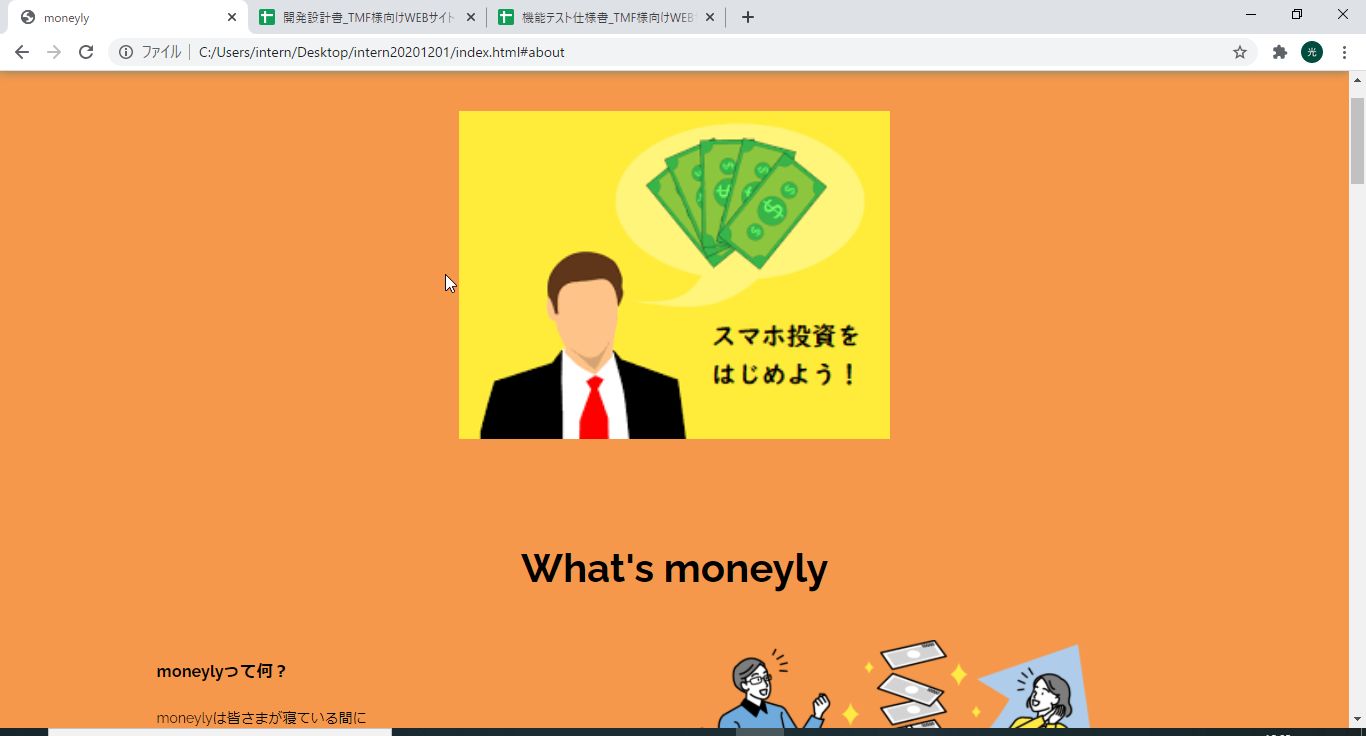 moneyly
開発設計書_TMF様向けWEBサイト
機能テスト仕様書_TMF様向けWEB
ファイル
C:/Users/intern/Desktop/intern20201201/index.html#about
光
スマホ投資を
はじめよう！
What's moneyly
moneylyって何？
moneylyは皆さまが寝ている間に